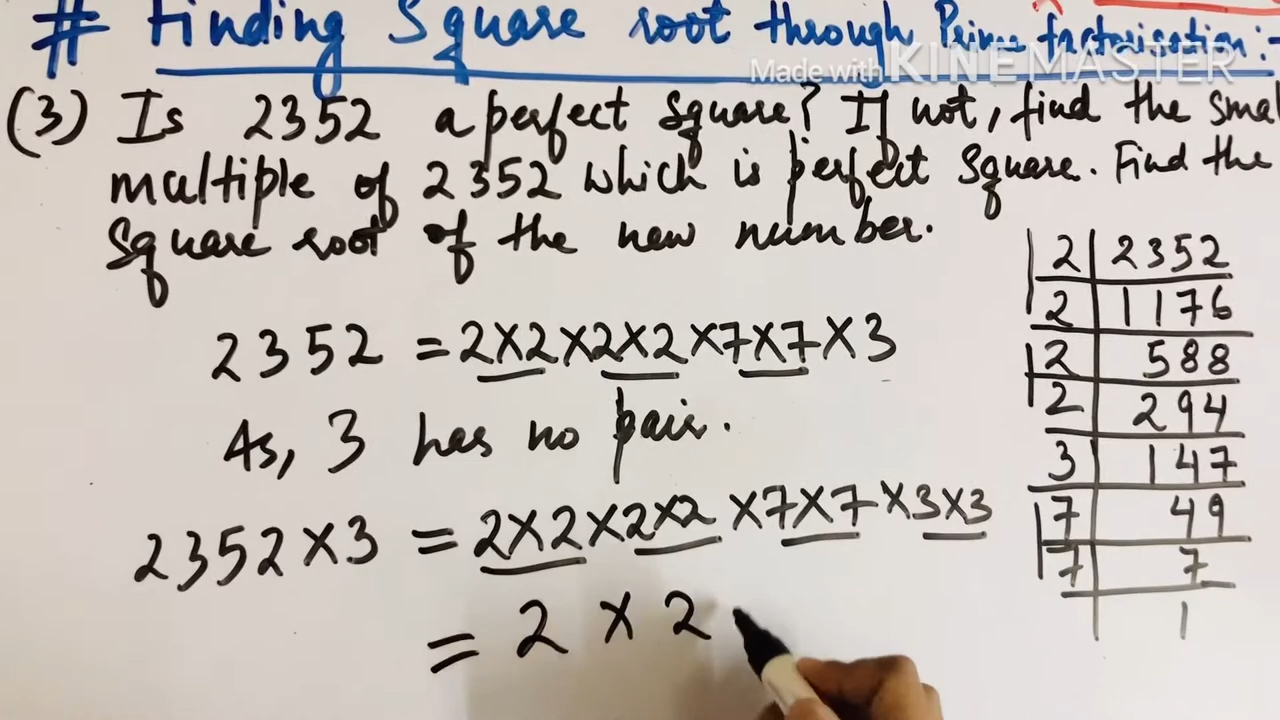 # Finding Square root through Prime factorisation:-
Made with KINEMASTER
(3) Is 2352 a perfect square? If not, find the
multiple of 2352 which is perfect square. Find the
square root of the new number.
2352 = 2×2×2×2×7×7×3
As, 3 has no pair.
2352×3 = 2×2×2×2×7×7×3×3
= 2 × 2
2 | 2352
2 | 1176
2 | 588
2 | 294
3 | 147
7 | 49
7 | 7
| 1